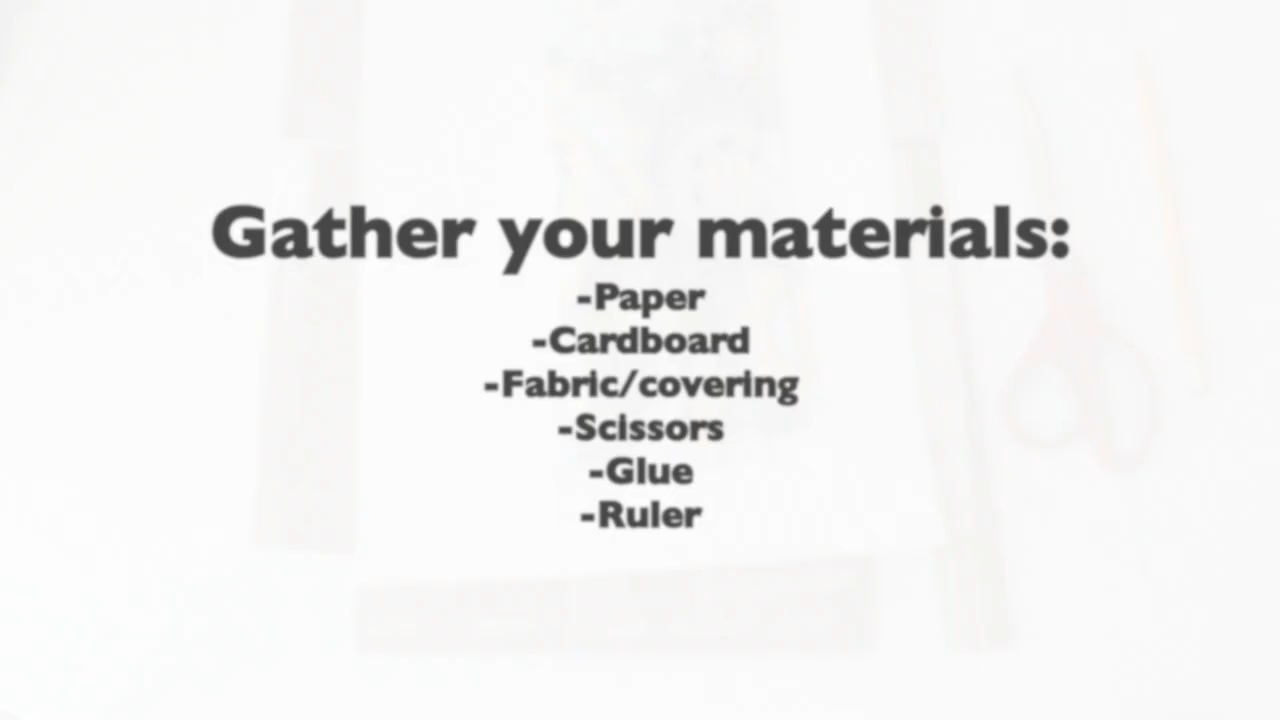 Gather your materials:
-Paper
-Cardboard
-Fabric/covering
-Scissors
-Glue
-Ruler